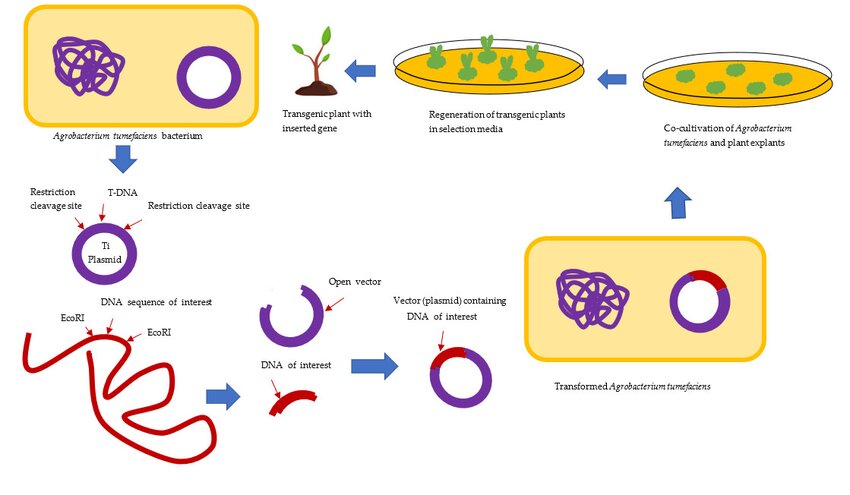 Agrobacterium tumefaciens bacterium
Transgenic plant with
inserted gene
Regeneration of transgenic plants
in selection media
Co-cultivation of Agrobacterium
tumefaciens and plant explants
Restriction
cleavage site
T-DNA
Restriction cleavage site
Ti
Plasmid
DNA sequence of interest
EcoRI
EcoRI
Open vector
DNA of interest
Vector (plasmid) containing
DNA of interest
Transformed Agrobacterium tumefaciens